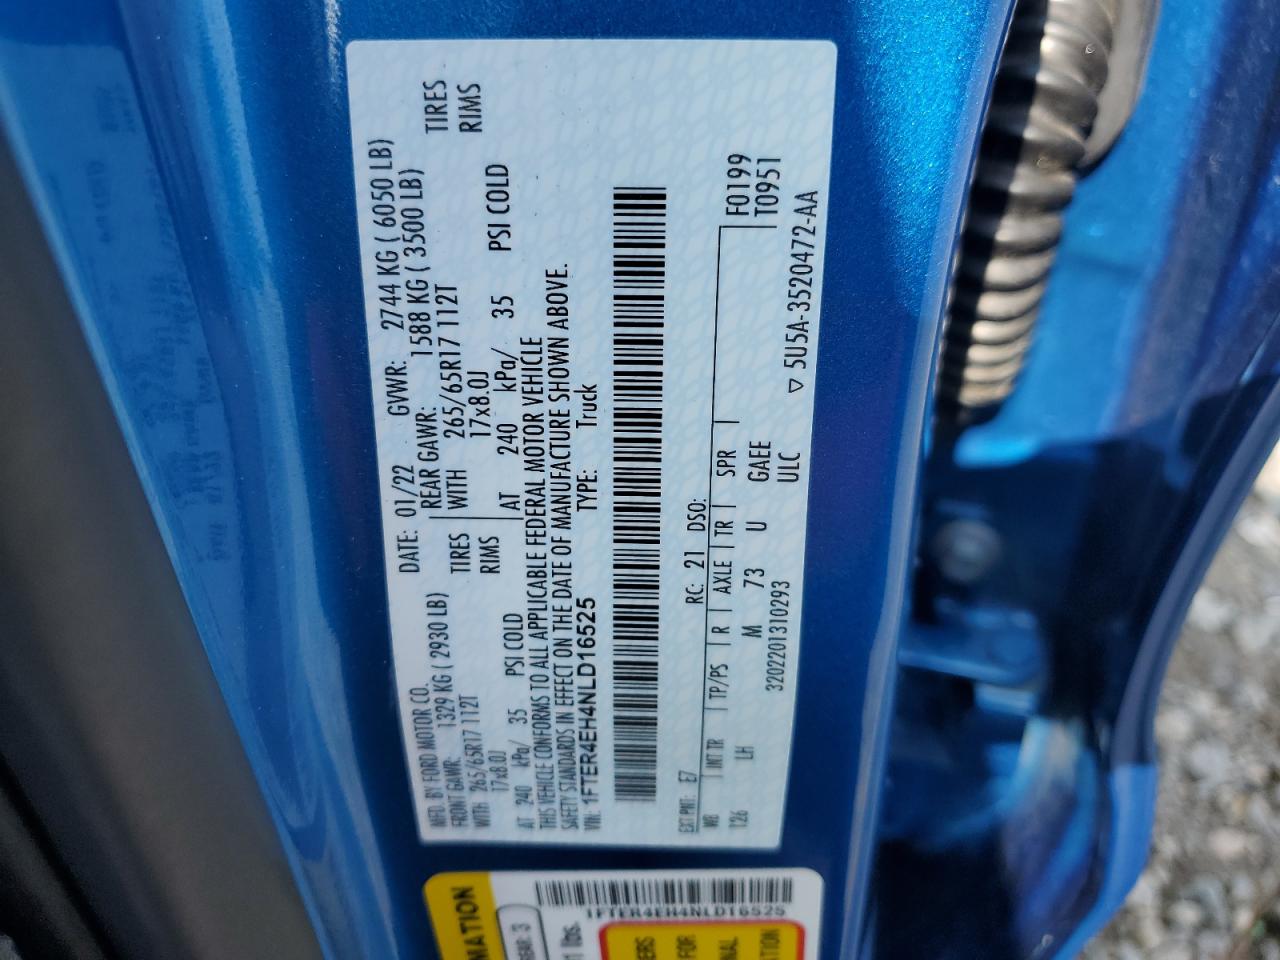 MFD. BY FORD MOTOR CO.
DATE: 01/22 GVWR: 2744 KG ( 6050 LB)
FRONT GAWR: 1329 KG ( 2930 LB) REAR GAWR: 1588 KG ( 3500 LB)
WITH 265/65R17 112T TIRES WITH 265/65R17 112T TIRES
17x8.0J RIMS 17x8.0J RIMS
AT 240 kPa/ 35 PSI COLD AT 240 kPa/ 35 PSI COLD
THIS VEHICLE CONFORMS TO ALL APPLICABLE FEDERAL MOTOR VEHICLE
SAFETY STANDARDS IN EFFECT ON THE DATE OF MANUFACTURE SHOWN ABOVE.
VIN: 1FTER4EH4NLD16525 TYPE: Truck
EXT PNT: E7 RC: 21 DSO: F0199
WB INT TR TP/PS R AXLE TR SPR T0951
126 LH M 73 U GAEE
3202201310293 ULC
▽ 5U5A-3520472-AA
1FTER4EH4NLD16525
MATION